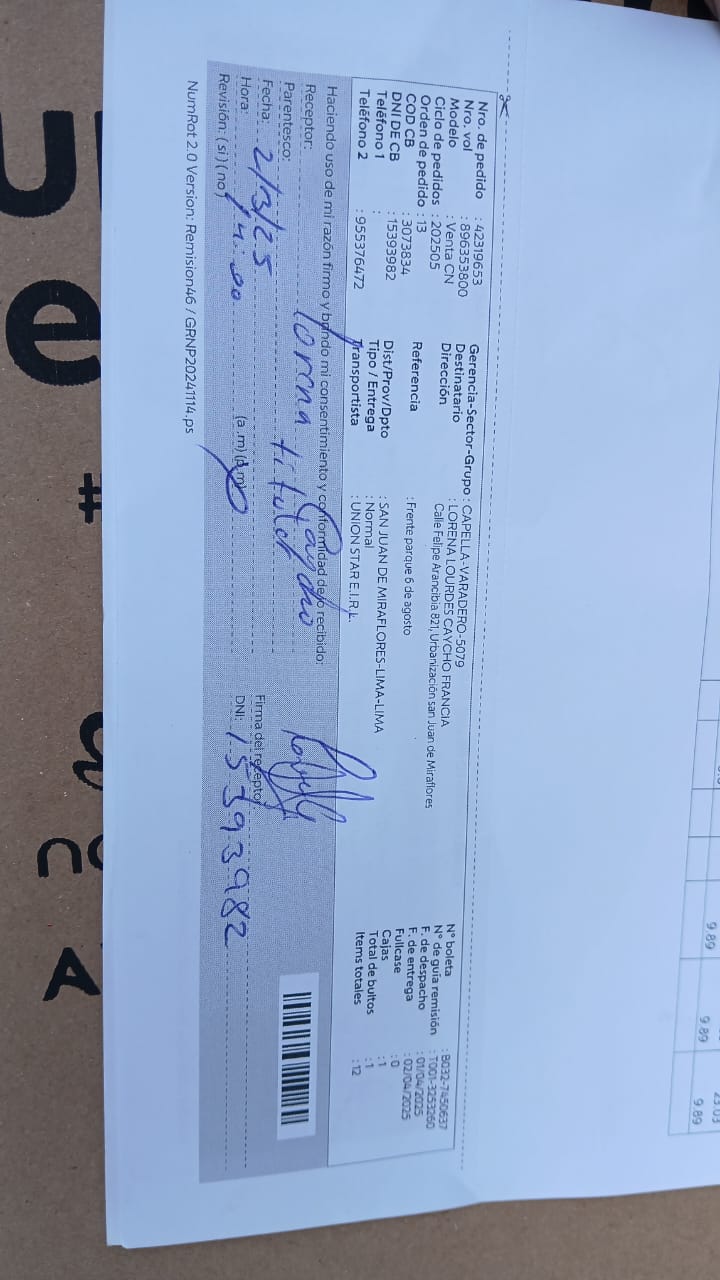 Nro. de pedido : 42319653
Nro. vol : 896353800
Modelo : Venta CN
Ciclo de pedidos : 202505
Orden de pedido : 13
COD CB : 3073834
DNI DE CB : 15393982
Teléfono 1 :
Teléfono 2 : 955376472
Gerencia-Sector-Grupo : CAPELLA-VARADERO-5079
Destinatario : LORENA LOURDES CAYCHO FRANCIA
Dirección Calle Felipe Arancibia 821, Urbanización san Juan de Miraflores
Referencia : Frente parque 6 de agosto
Dist/Prov/Dpto : SAN JUAN DE MIRAFLORES-LIMA-LIMA
Tipo / Entrega : Normal
Transportista : UNION STAR E.I.R.L.
N° boleta : B032-7450637
N° de guía remisión : T001-3253260
F. de despacho : 01/04/2025
F. de entrega : 02/04/2025
Fullcase : 0
Cajas : 1
Total de bultos : 1
Items totales : 12
Haciendo uso de mi razón firmo y brindo mi consentimiento y conformidad de lo recibido:
Receptor: Lorena Caycho
Parentesco: titular
Fecha: 2/3/25
Hora: 14:00 (a.m) (p.m)
Revisión: ( si ) ( no )
Firma del receptor:
DNI: 15393982
NumRot 2.0 Version: Remision46 / GRNP20241114.ps
9.89
9.89
23.03
9.89
#
e
A